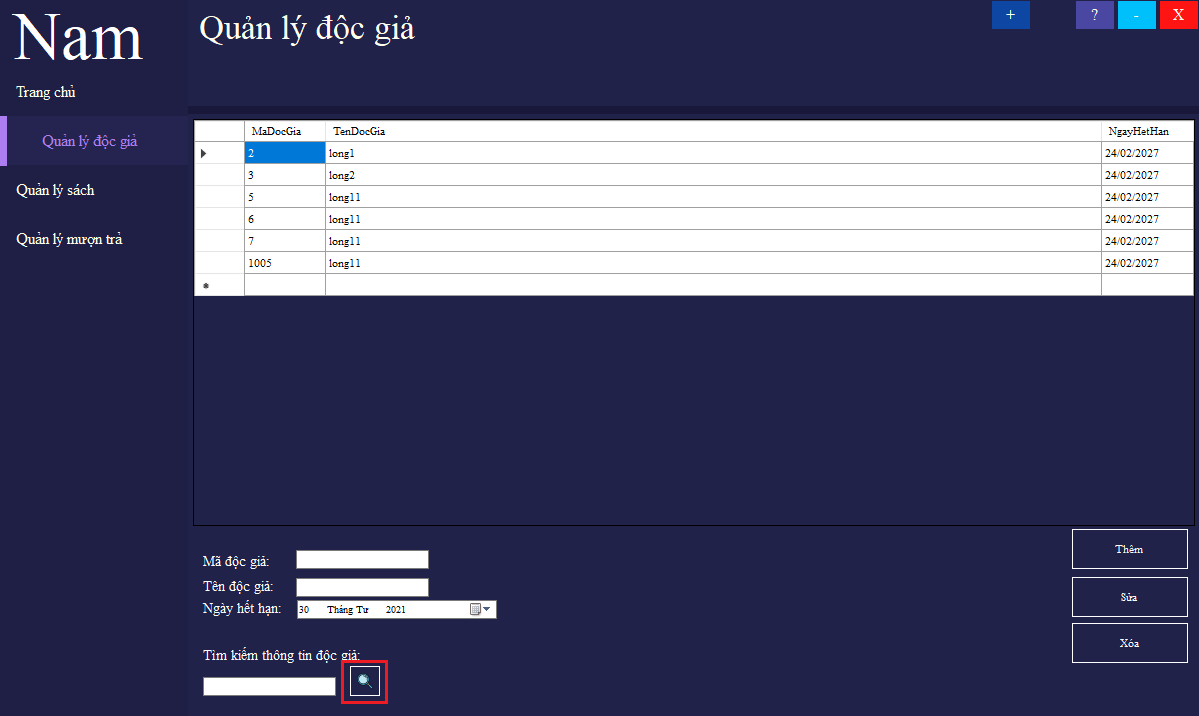 Nam
Quản lý độc giả
+ ? - X
Trang chủ
Quản lý độc giả
Quản lý sách
Quản lý mượn trả
MaDocGia TenDocGia NgayHetHan
2 long1 24/02/2027
3 long2 24/02/2027
5 long11 24/02/2027
6 long11 24/02/2027
7 long11 24/02/2027
1005 long11 24/02/2027
Mã độc giả:
Tên độc giả:
Ngày hết hạn: 30 Tháng Tư 2021
Tìm kiếm thông tin độc giả:
Thêm
Sửa
Xóa